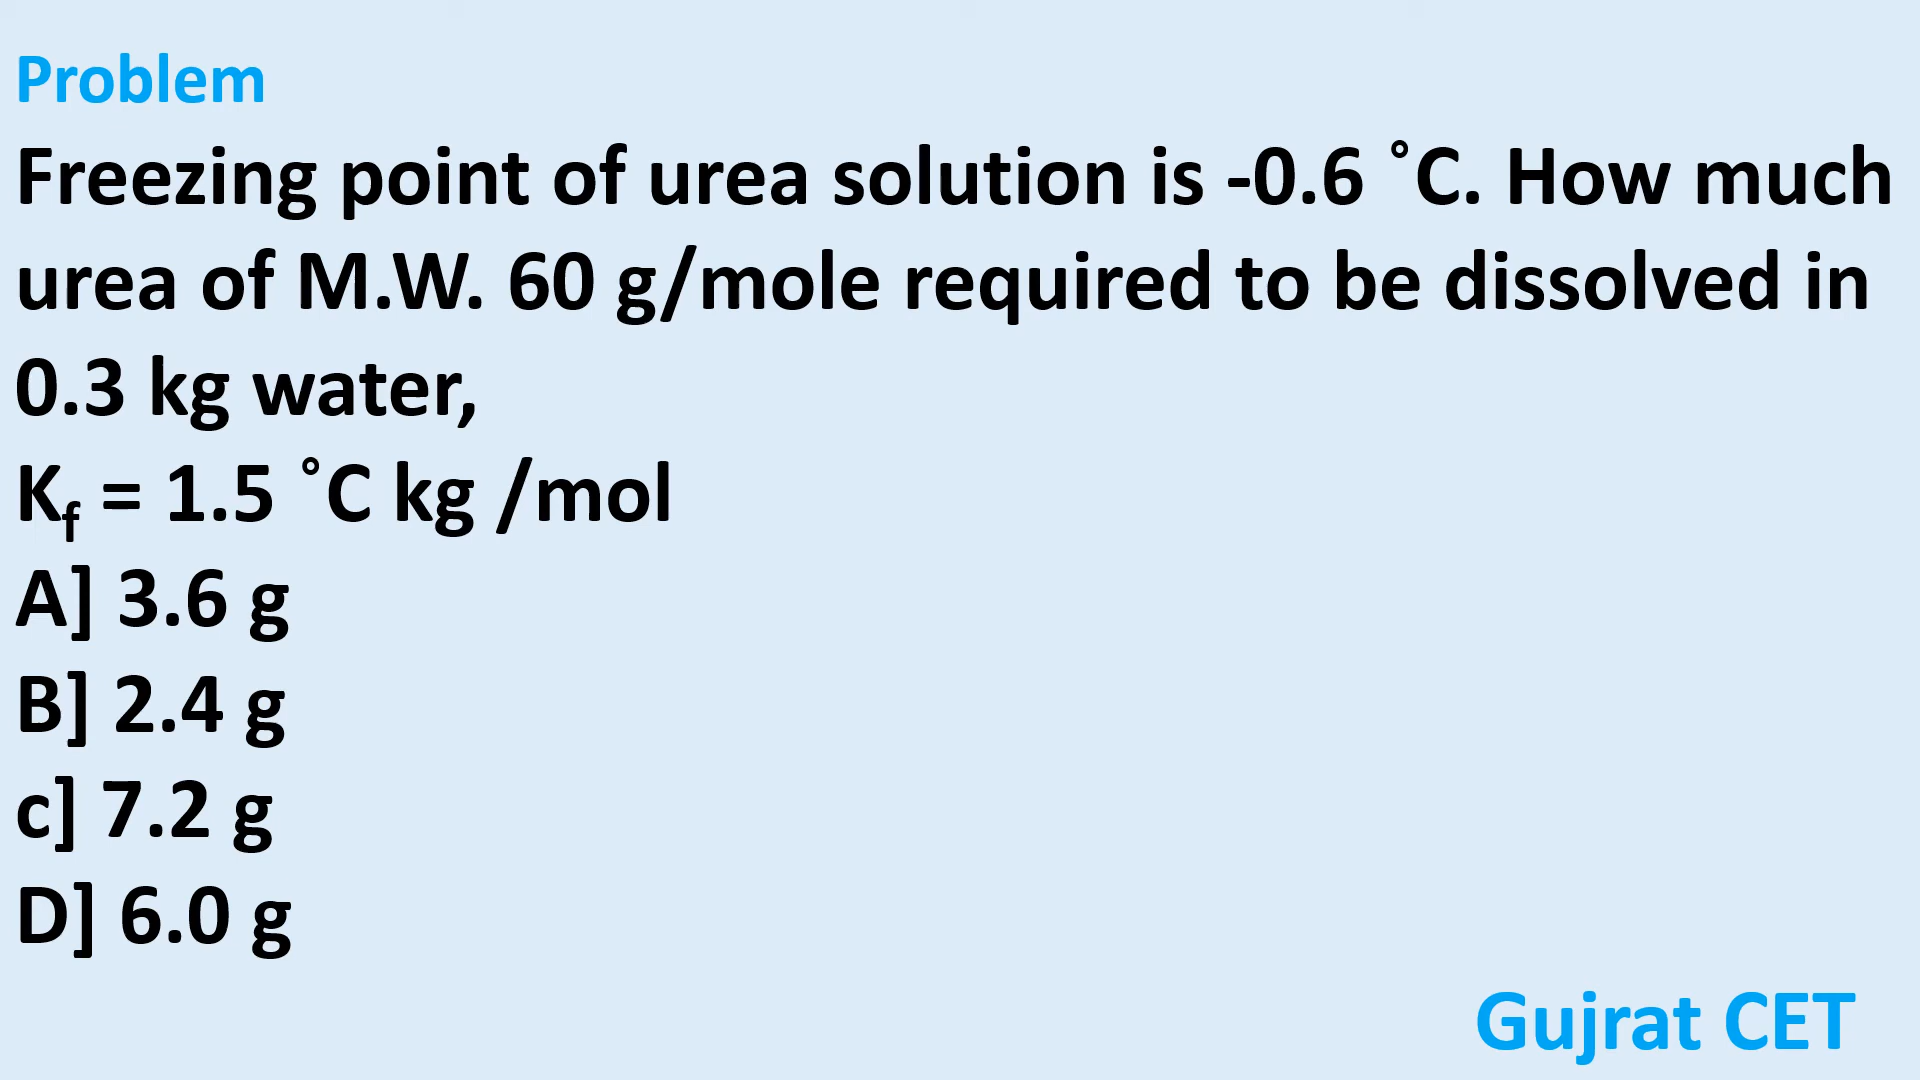 Problem
Freezing point of urea solution is -0.6 ˚C. How much
urea of M.W. 60 g/mole required to be dissolved in
0.3 kg water,
Kf = 1.5 ˚C kg /mol
A] 3.6 g
B] 2.4 g
c] 7.2 g
D] 6.0 g
Gujrat CET